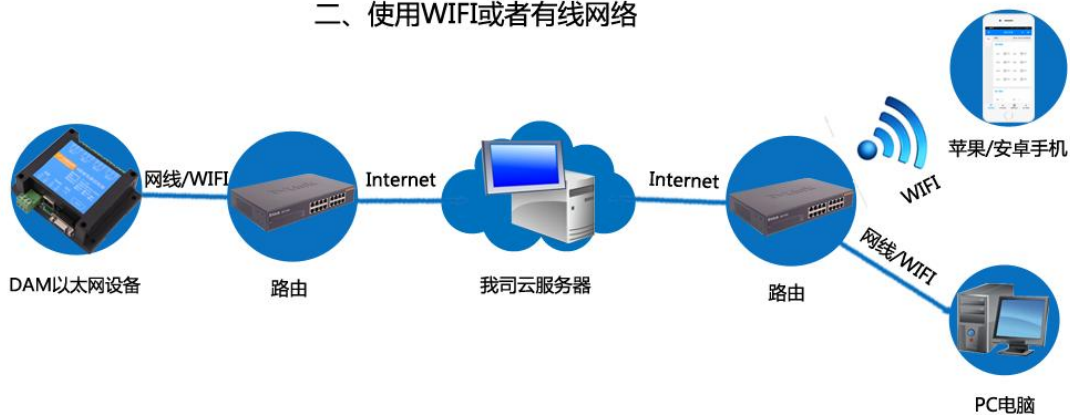 二、使用WIFI或者有线网络
苹果/安卓手机
WIFI
网线/WIFI
Internet
Internet
网线/WIFI
DAM以太网设备
路由
我司云服务器
路由
PC电脑